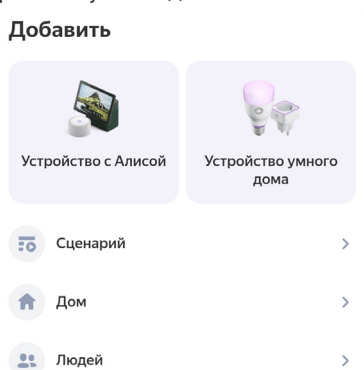 Добавить
Устройство с Алисой
Устройство умного
дома
Сценарий
Дом
Людей